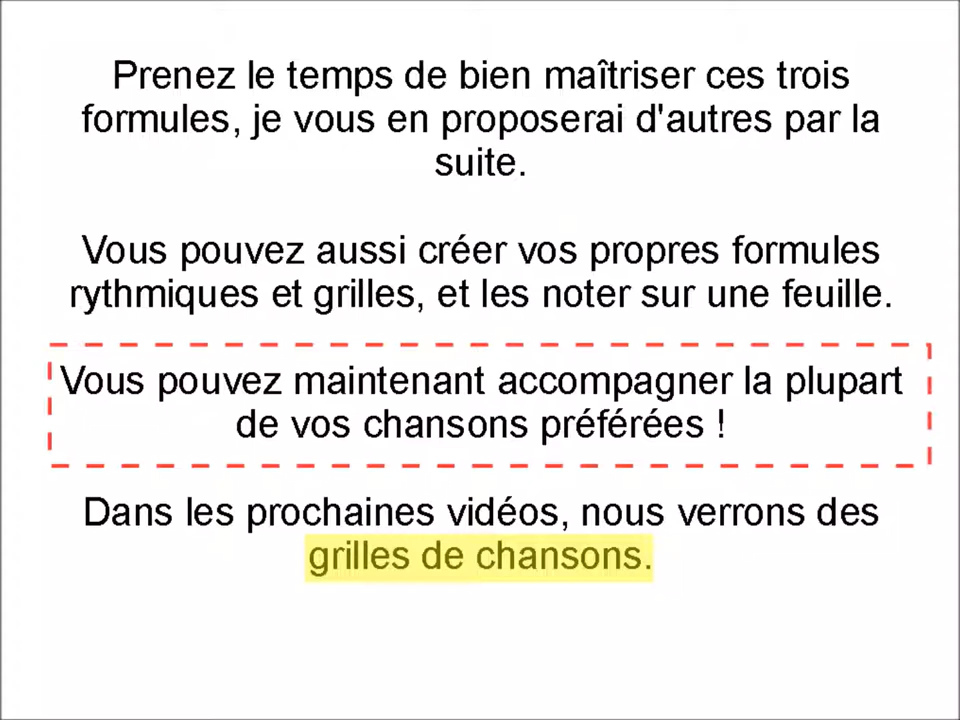 Prenez le temps de bien maîtriser ces trois
formules, je vous en proposerai d'autres par la
suite.
Vous pouvez aussi créer vos propres formules
rythmiques et grilles, et les noter sur une feuille.
Vous pouvez maintenant accompagner la plupart
de vos chansons préférées !
Dans les prochaines vidéos, nous verrons des
grilles de chansons.